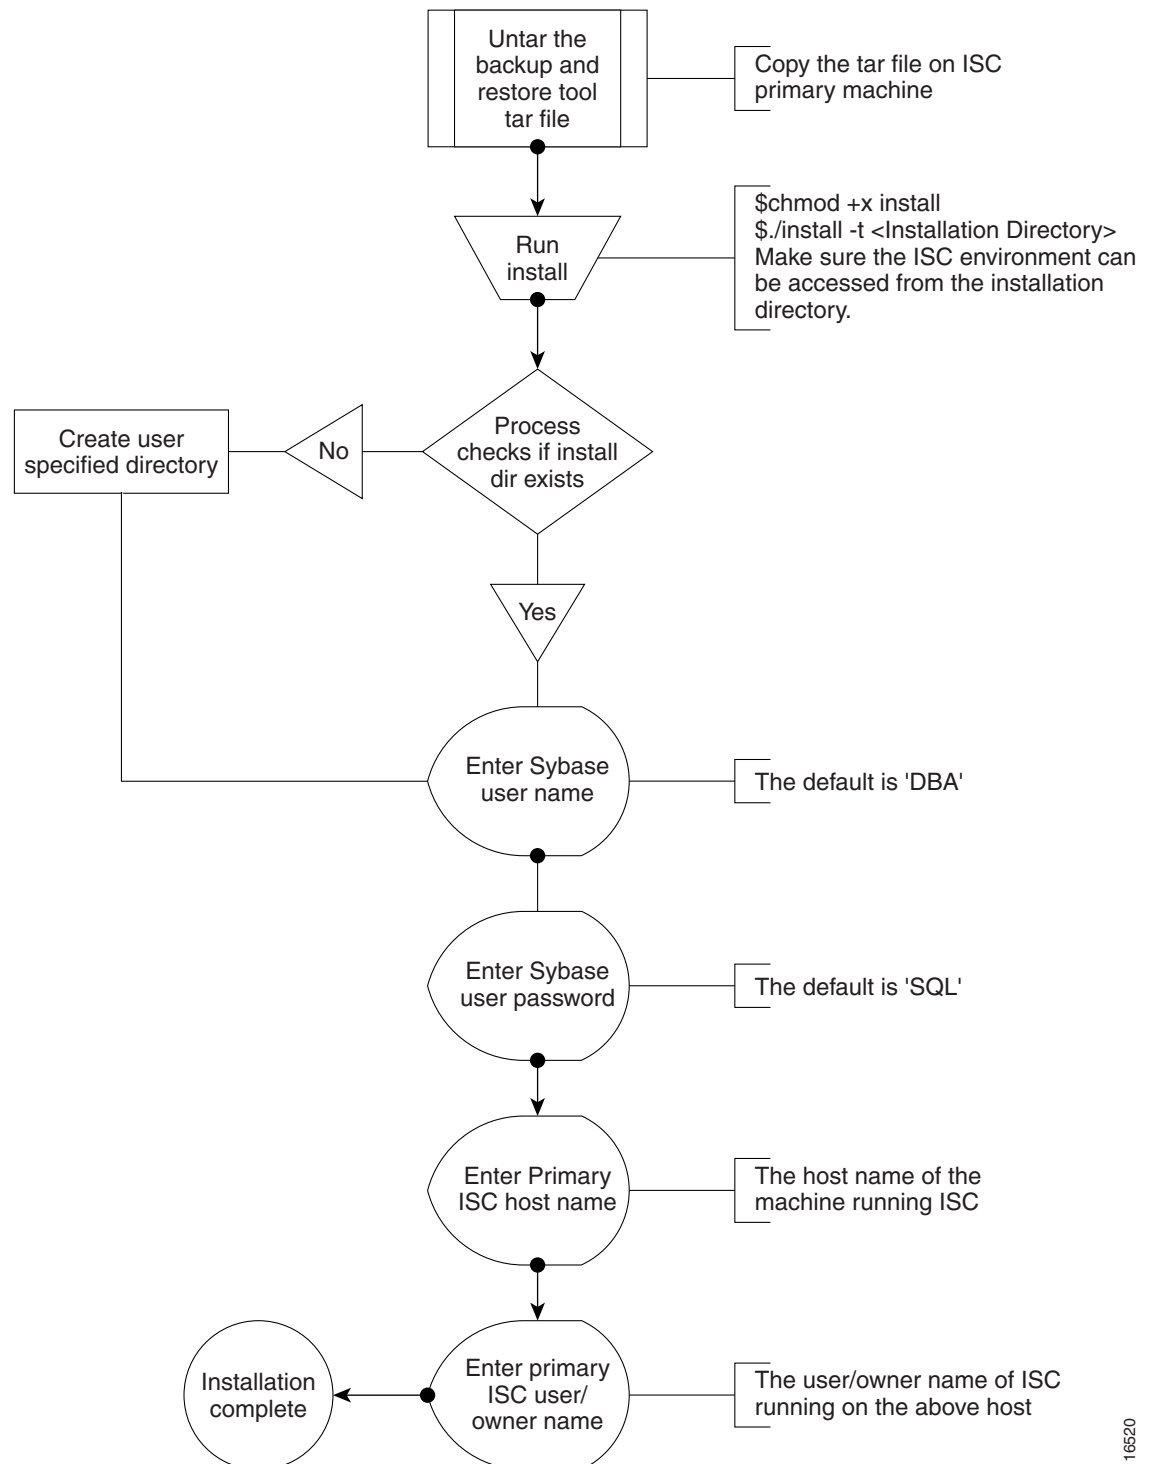 Untar the
backup and
restore tool
tar file
Copy the tar file on ISC
primary machine
Run
install
$chmod +x install
$./install -t <Installation Directory>
Make sure the ISC environment can
be accessed from the installation
directory.
Process
checks if install
dir exists
No
Create user
specified directory
Yes
Enter Sybase
user name
The default is 'DBA'
Enter Sybase
user password
The default is 'SQL'
Enter Primary
ISC host name
The host name of the
machine running ISC
Enter primary
ISC user/
owner name
The user/owner name of ISC
running on the above host
Installation
complete
16520